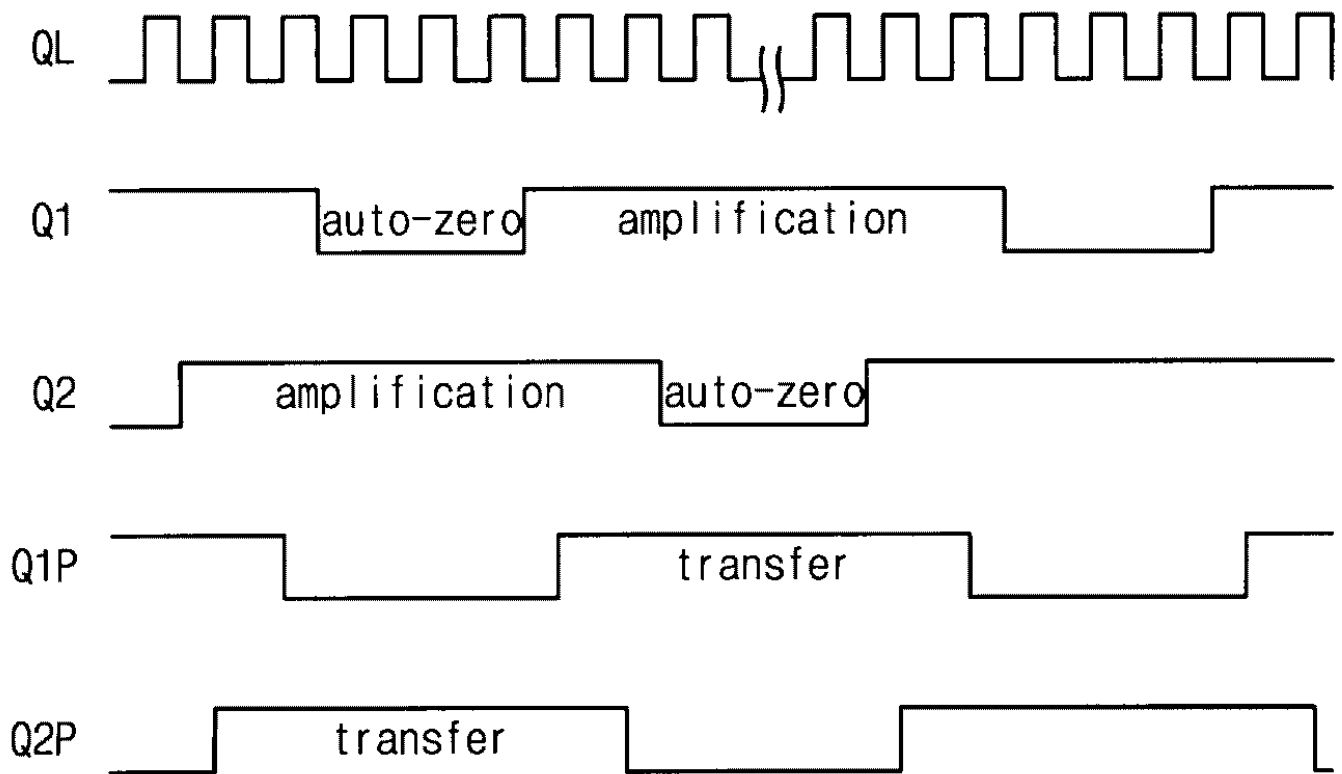 QL
Q1 auto-zero amplification
Q2 amplification auto-zero
Q1P transfer
Q2P transfer